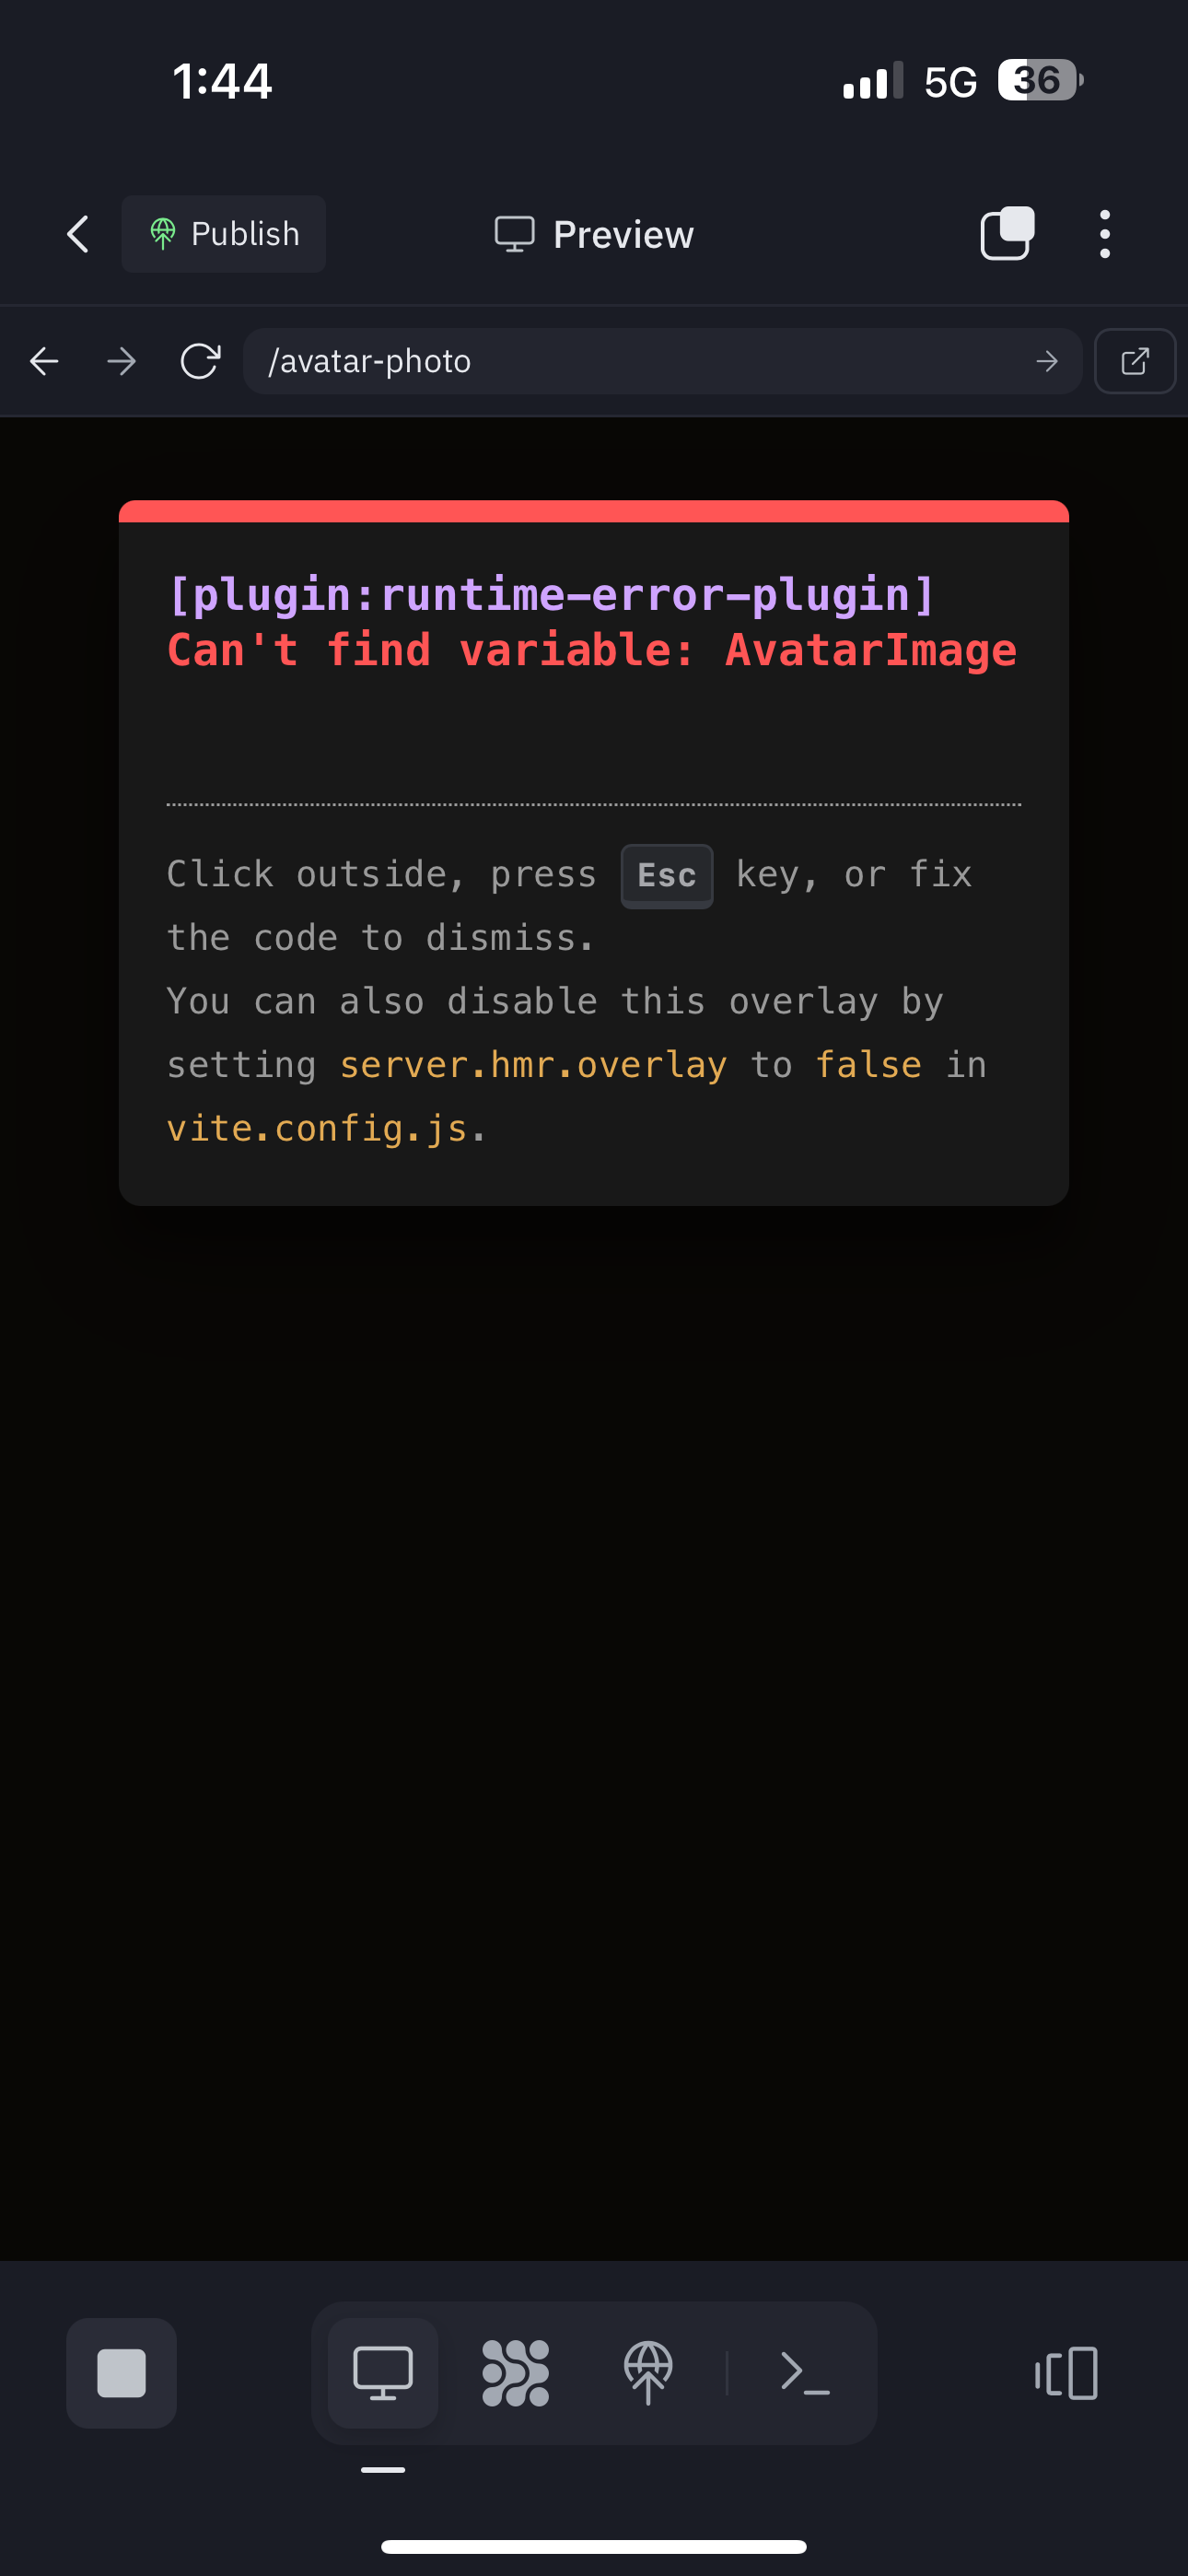 1:44 5G 36
Publish Preview
/avatar-photo
[plugin:runtime-error-plugin]
Can't find variable: AvatarImage
Click outside, press Esc key, or fix
the code to dismiss.
You can also disable this overlay by
setting server.hmr.overlay to false in
vite.config.js.